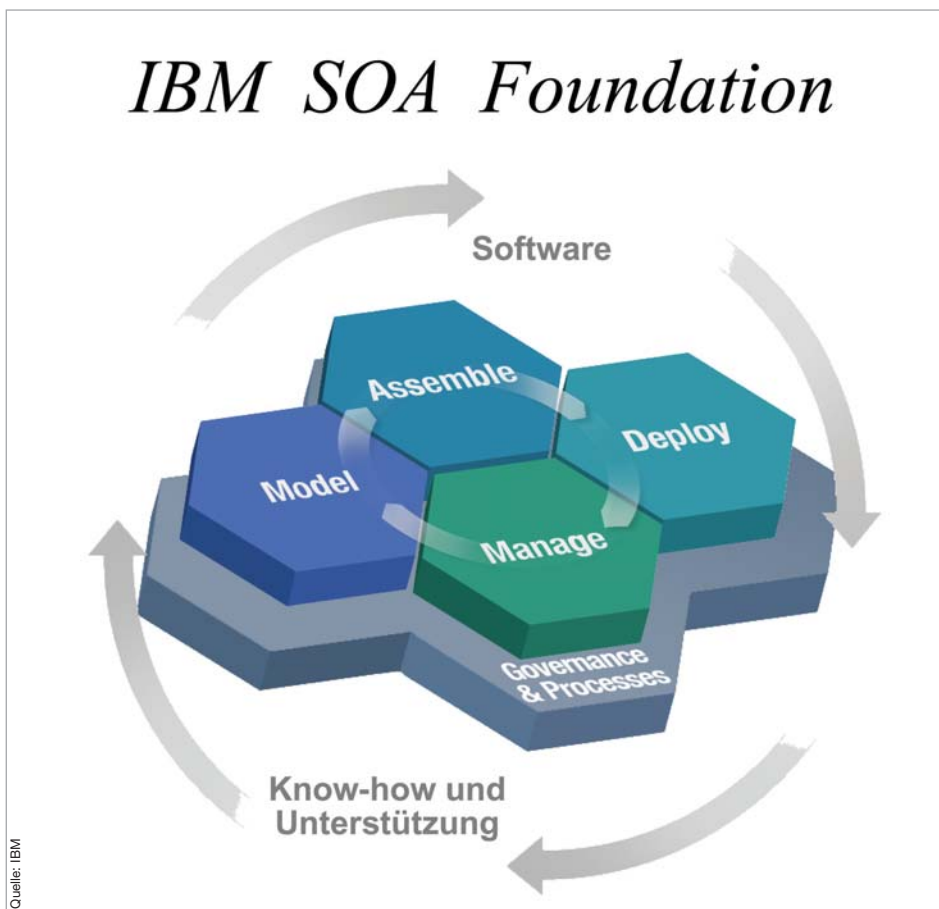 IBM SOA Foundation
Software
Assemble
Deploy
Model
Manage
Governance
& Processes
Know-how und
Unterstützung
Quelle: IBM